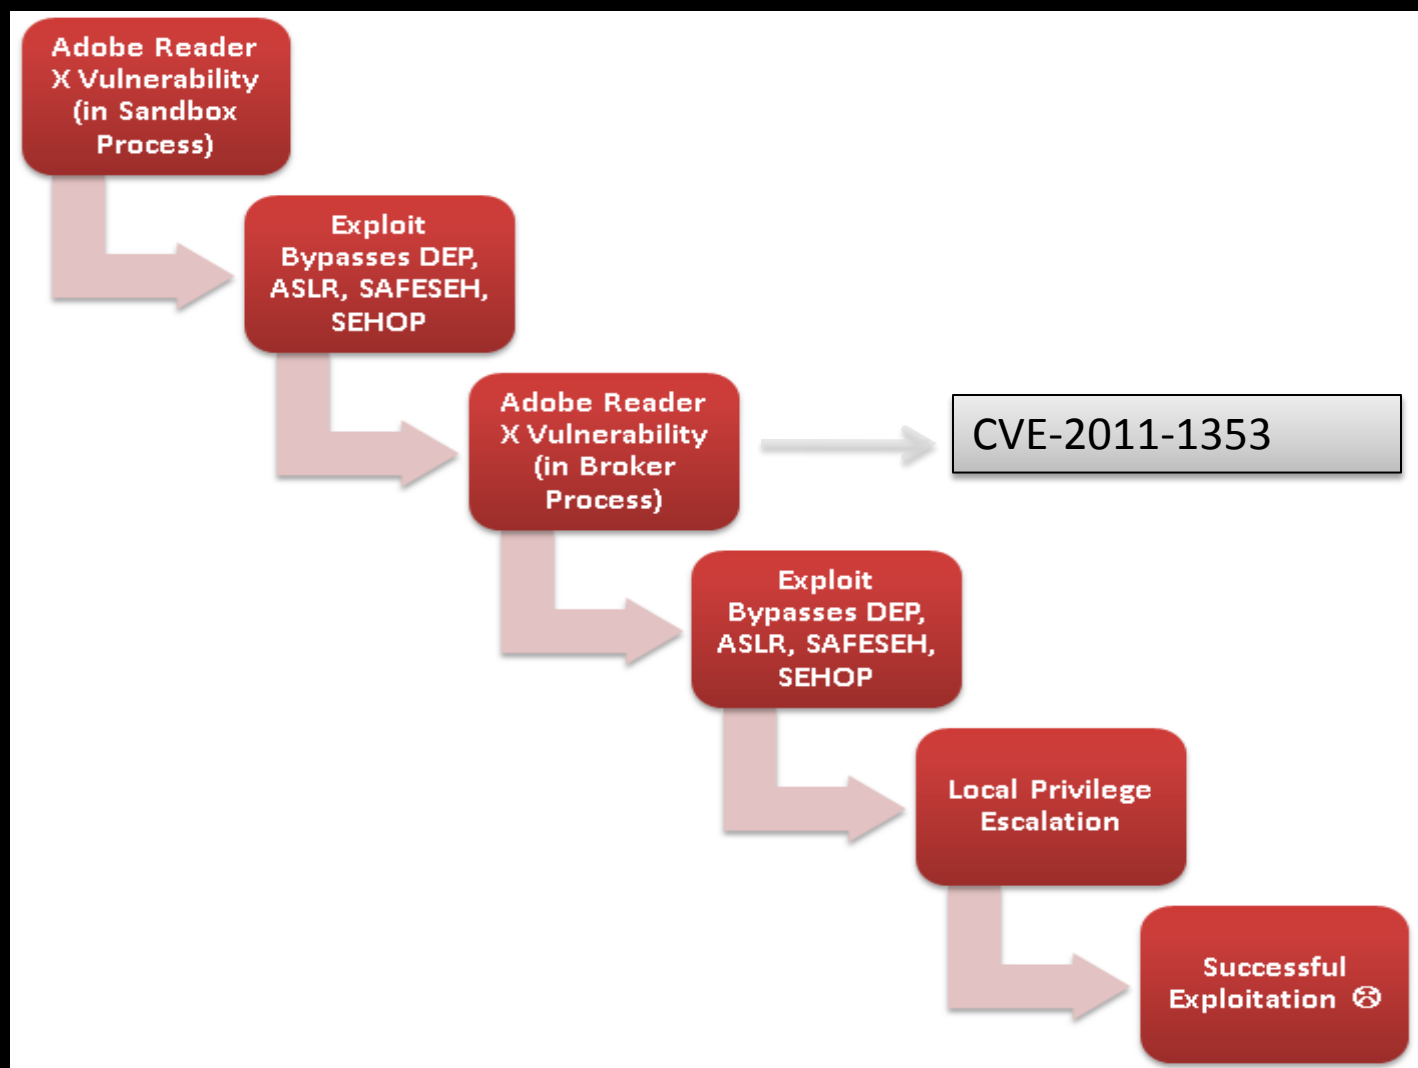 Adobe Reader
X Vulnerability
(in Sandbox
Process)
Exploit
Bypasses DEP,
ASLR, SAFESEH,
SEHOP
Adobe Reader
X Vulnerability
(in Broker
Process)
CVE-2011-1353
Exploit
Bypasses DEP,
ASLR, SAFESEH,
SEHOP
Local Privilege
Escalation
Successful
Exploitation ☹